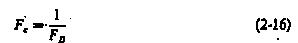 F_c = 1/F_D (2-16)